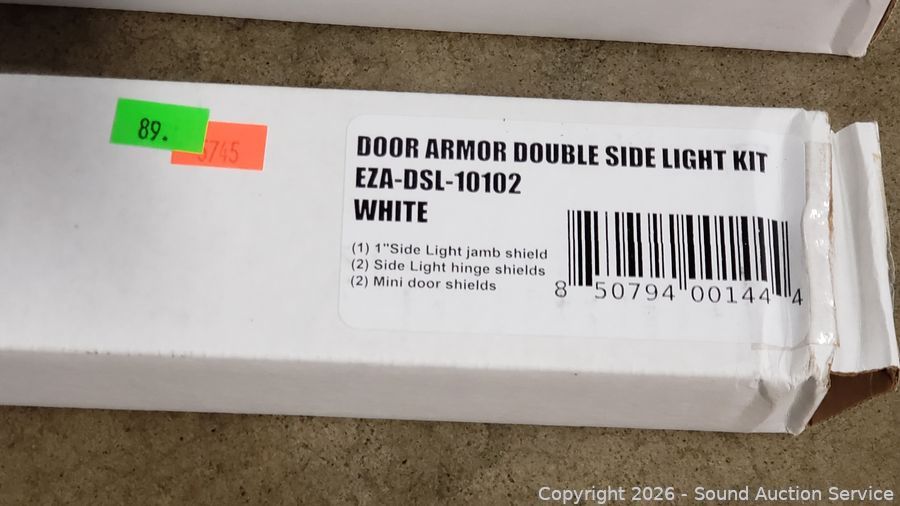 89.
5745
DOOR ARMOR DOUBLE SIDE LIGHT KIT
EZA-DSL-10102
WHITE
(1) 1"Side Light jamb shield
(2) Side Light hinge shields
(2) Mini door shields
8 50794 00144 4
Copyright 2026 - Sound Auction Service